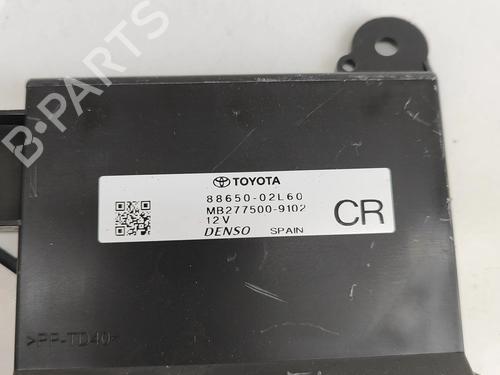 B-PARTS
TOYOTA
88650-02L60
MB277500-9102
12V
DENSO SPAIN
CR
>PP-TD40<